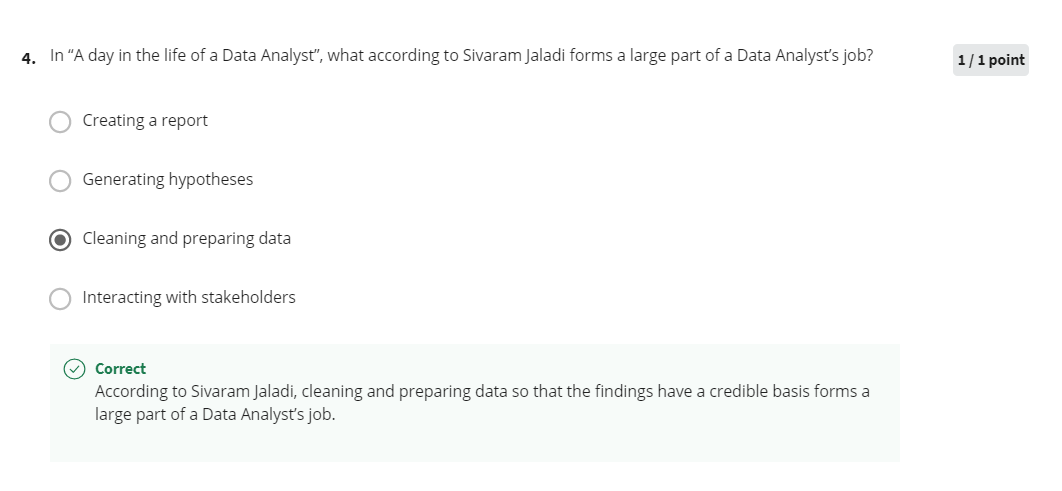 4. In “A day in the life of a Data Analyst”, what according to Sivaram Jaladi forms a large part of a Data Analyst’s job?
1 / 1 point
Creating a report
Generating hypotheses
Cleaning and preparing data
Interacting with stakeholders
Correct
According to Sivaram Jaladi, cleaning and preparing data so that the findings have a credible basis forms a
large part of a Data Analyst’s job.